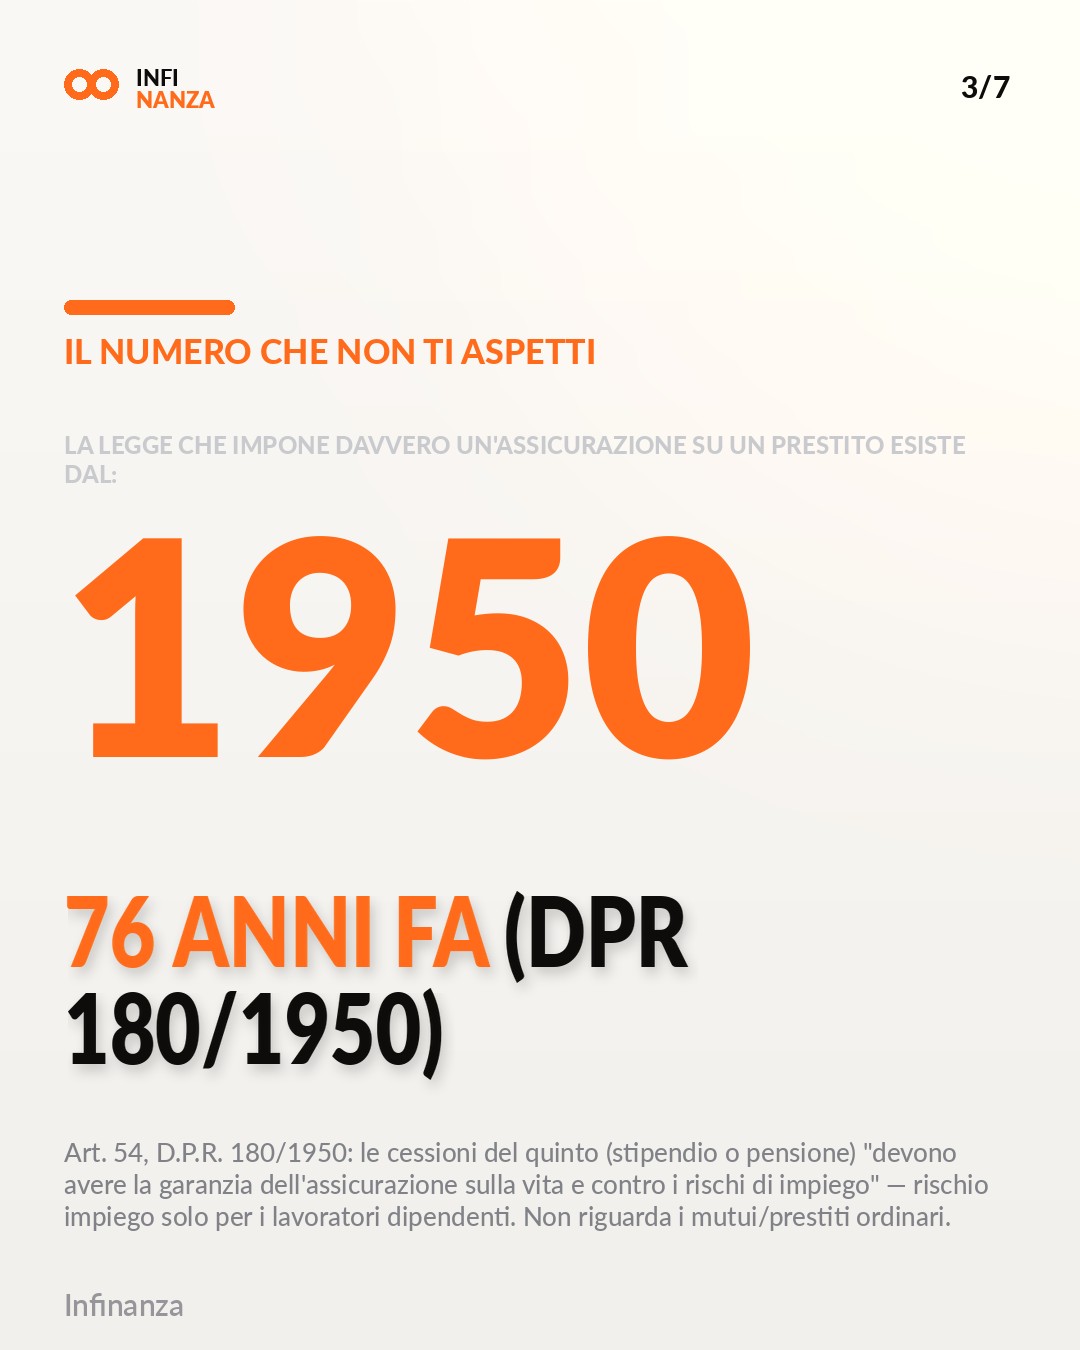 INFI
NANZA
3/7
IL NUMERO CHE NON TI ASPETTI
LA LEGGE CHE IMPONE DAVVERO UN'ASSICURAZIONE SU UN PRESTITO ESISTE
DAL:
1950
76 ANNI FA (DPR
180/1950)
Art. 54, D.P.R. 180/1950: le cessioni del quinto (stipendio o pensione) "devono
avere la garanzia dell'assicurazione sulla vita e contro i rischi di impiego" — rischio
impiego solo per i lavoratori dipendenti. Non riguarda i mutui/prestiti ordinari.
Infinanza